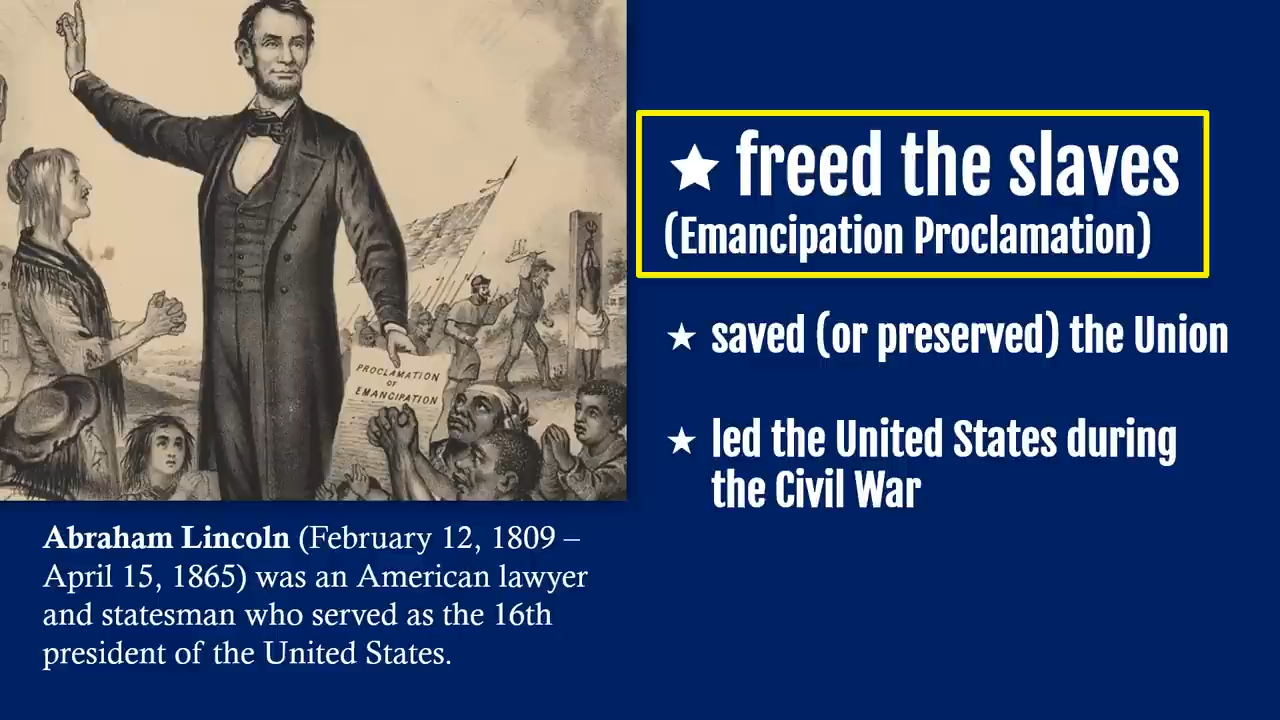 ★ freed the slaves
(Emancipation Proclamation)
★ saved (or preserved) the Union
★ led the United States during
the Civil War
PROCLAMATION
OF
EMANCIPATION
Abraham Lincoln (February 12, 1809 –
April 15, 1865) was an American lawyer
and statesman who served as the 16th
president of the United States.